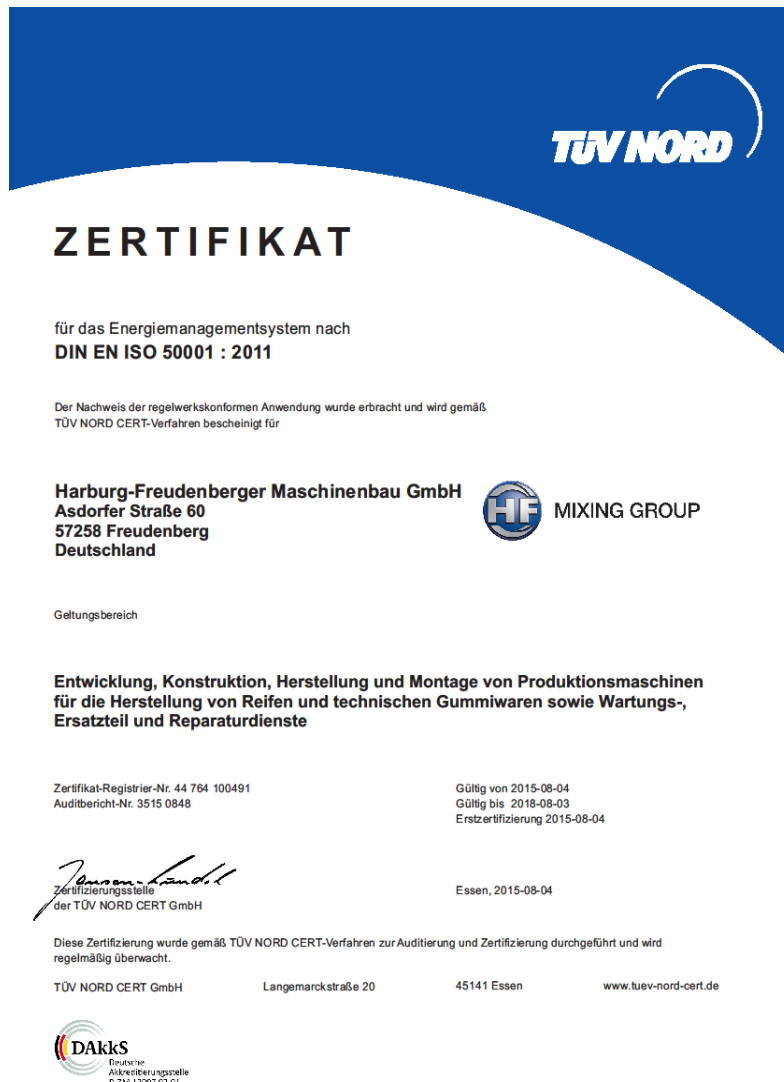 TÜV NORD
ZERTIFIKAT
für das Energiemanagementsystem nach
DIN EN ISO 50001 : 2011
Der Nachweis der regelwerkskonformen Anwendung wurde erbracht und wird gemäß
TÜV NORD CERT-Verfahren bescheinigt für
Harburg-Freudenberger Maschinenbau GmbH
Asdorfer Straße 60
57258 Freudenberg
Deutschland
HF MIXING GROUP
Geltungsbereich
Entwicklung, Konstruktion, Herstellung und Montage von Produktionsmaschinen
für die Herstellung von Reifen und technischen Gummiwaren sowie Wartungs-,
Ersatzteil und Reparaturdienste
Zertifikat-Registrier-Nr. 44 764 100491
Auditbericht-Nr. 3515 0848
Gültig von 2015-08-04
Gültig bis 2018-08-03
Erstzertifizierung 2015-08-04
Zertifizierungsstelle
der TÜV NORD CERT GmbH
Essen, 2015-08-04
Diese Zertifizierung wurde gemäß TÜV NORD CERT-Verfahren zur Auditierung und Zertifizierung durchgeführt und wird
regelmäßig überwacht.
TÜV NORD CERT GmbH Langemarckstraße 20 45141 Essen www.tuev-nord-cert.de
DAkkS
Deutsche
Akkreditierungsstelle